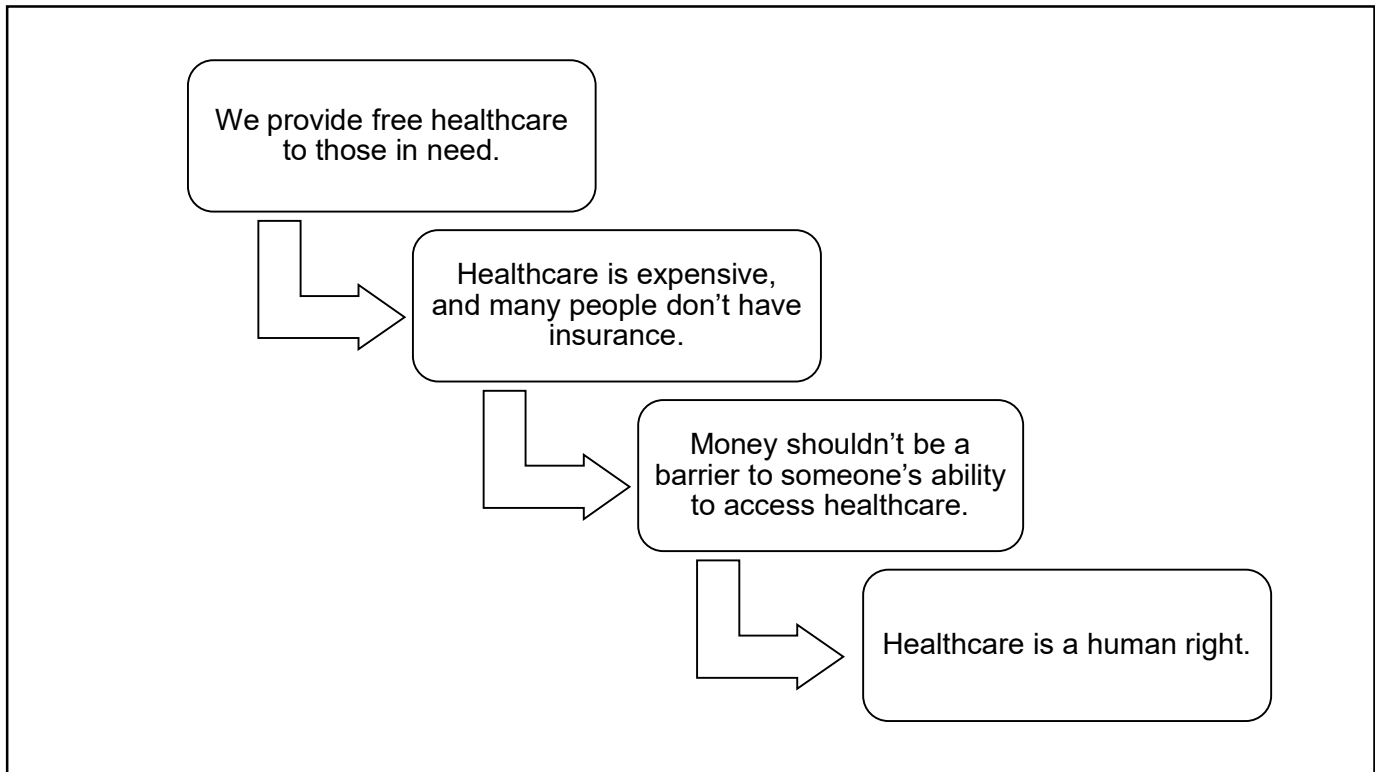 We provide free healthcare
to those in need.
Healthcare is expensive,
and many people don’t have
insurance.
Money shouldn’t be a
barrier to someone’s ability
to access healthcare.
Healthcare is a human right.